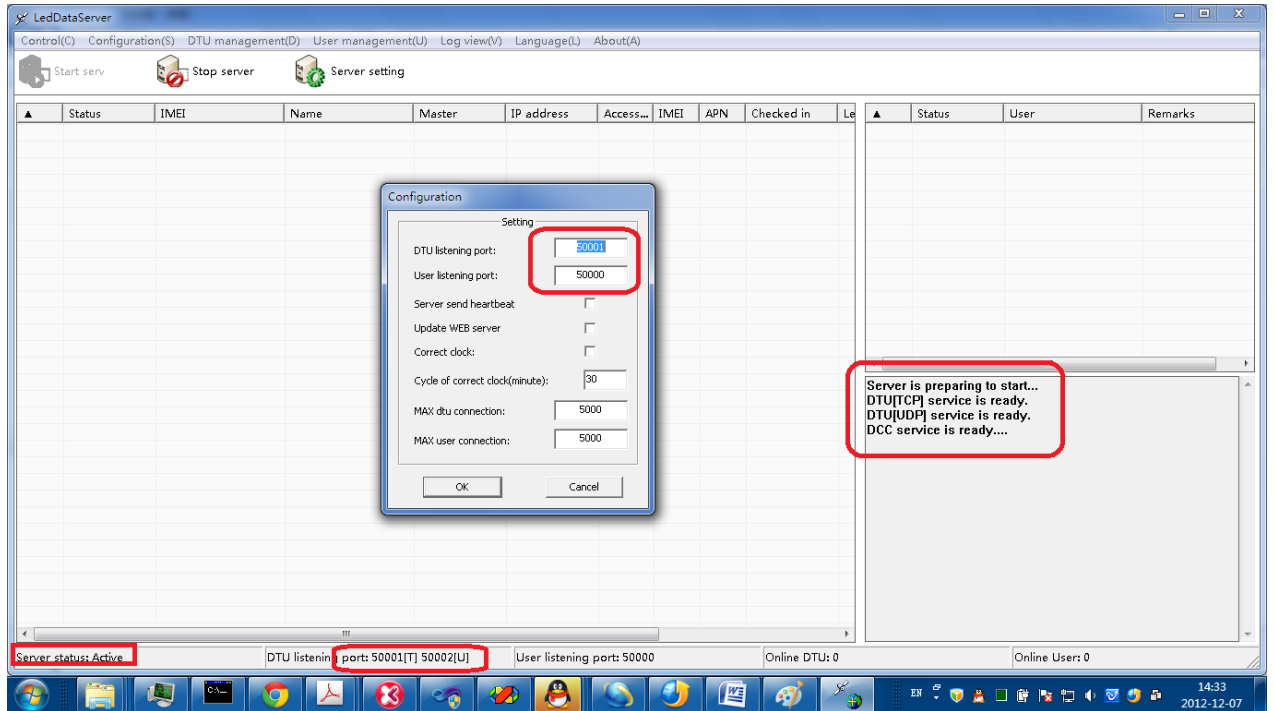 LedDataServer
Control(C) Configuration(S) DTU management(D) User management(U) Log view(V) Language(L) About(A)
Start serv Stop server Server setting
Status IMEI Name Master IP address Access... IMEI APN Checked in Le
Status User Remarks
Configuration
Setting
DTU listening port: 50001
User listening port: 50000
Server send heartbeat
Update WEB server
Correct clock:
Cycle of correct clock(minute): 30
MAX dtu connection: 5000
MAX user connection: 5000
OK Cancel
Server is preparing to start...
DTU[TCP] service is ready.
DTU[UDP] service is ready.
DCC service is ready....
Server status: Active DTU listening port: 50001[T] 50002[U] User listening port: 50000 Online DTU: 0 Online User: 0
EN 14:33
2012-12-07